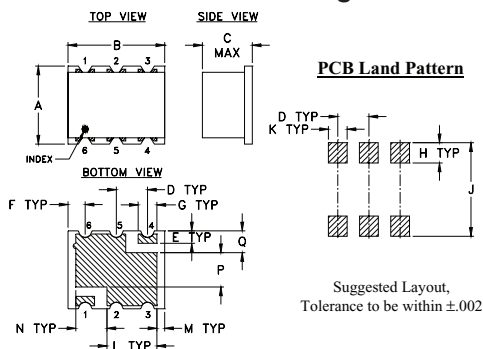 TOP VIEW
SIDE VIEW
B
C
MAX
1 2 3
A
INDEX
6 5 4
PCB Land Pattern
D TYP
K TYP
H TYP
J
BOTTOM VIEW
D TYP
F TYP
G TYP
6 5 4
E TYP
Q
P
1 2 3
N TYP
M TYP
L TYP
Suggested Layout,
Tolerance to be within ±.002